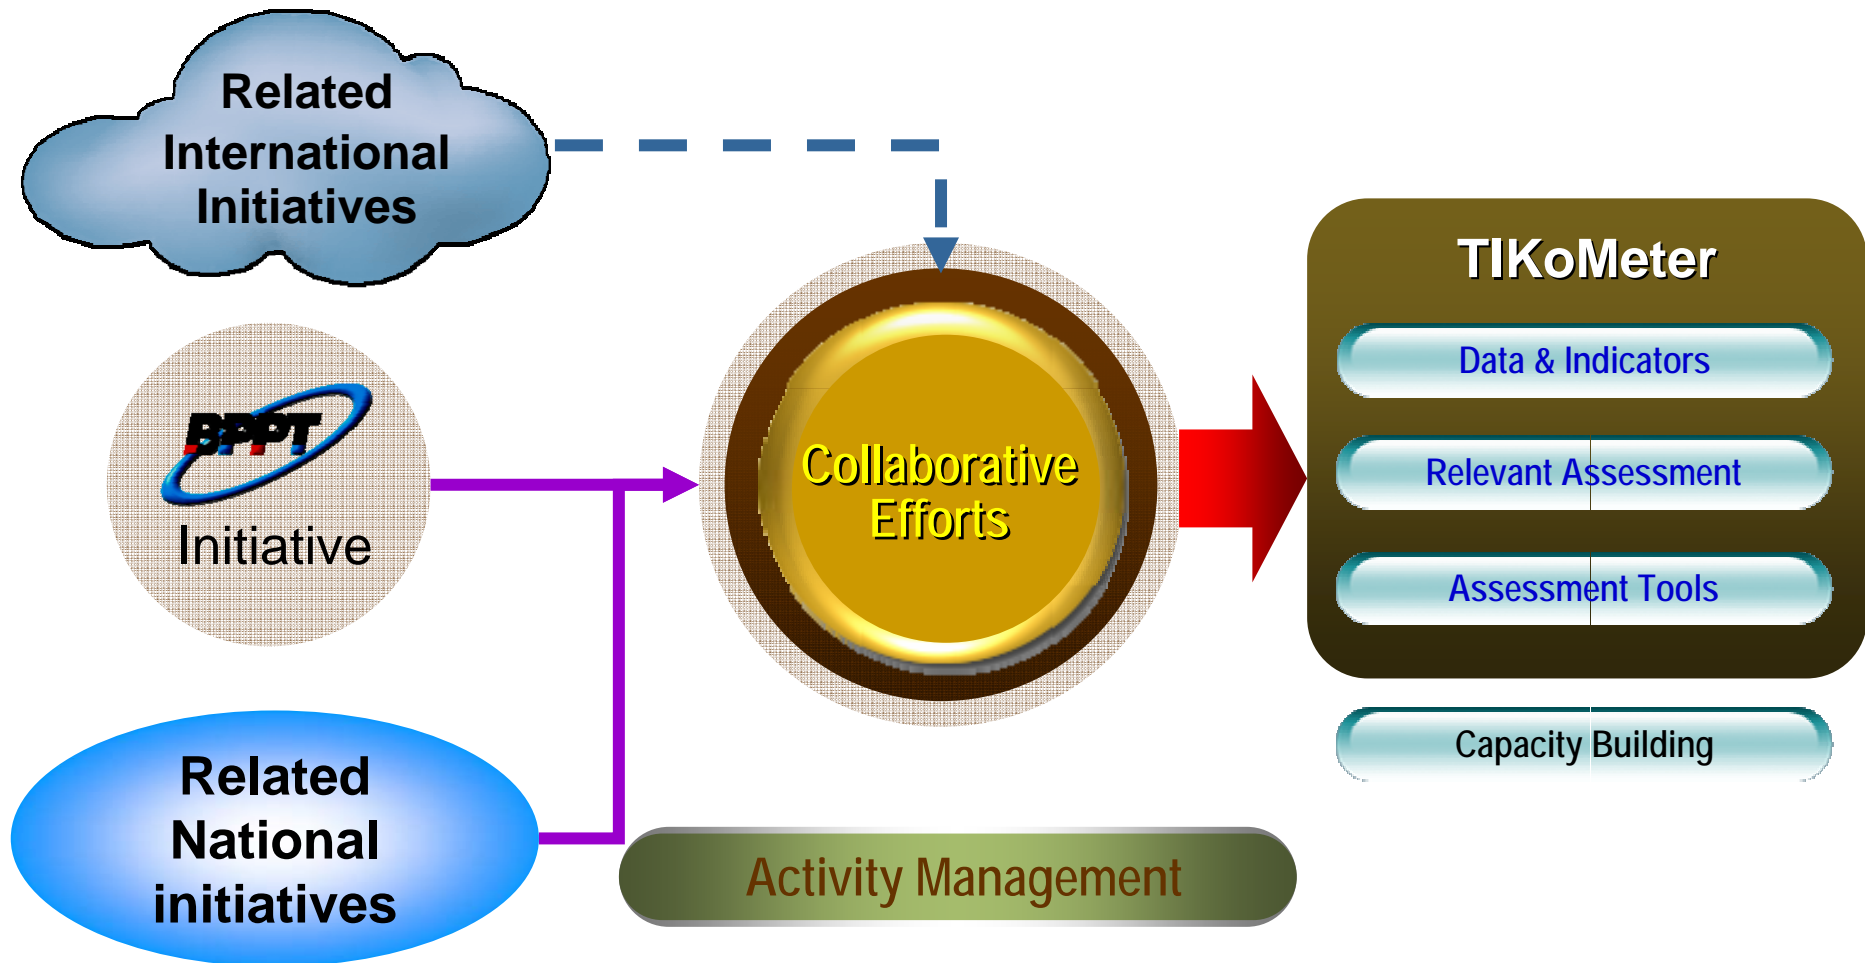 Related
International
Initiatives
BPPT
Initiative
Related
National
initiatives
Collaborative
Efforts
Activity Management
TIKoMeter
Data & Indicators
Relevant Assessment
Assessment Tools
Capacity Building